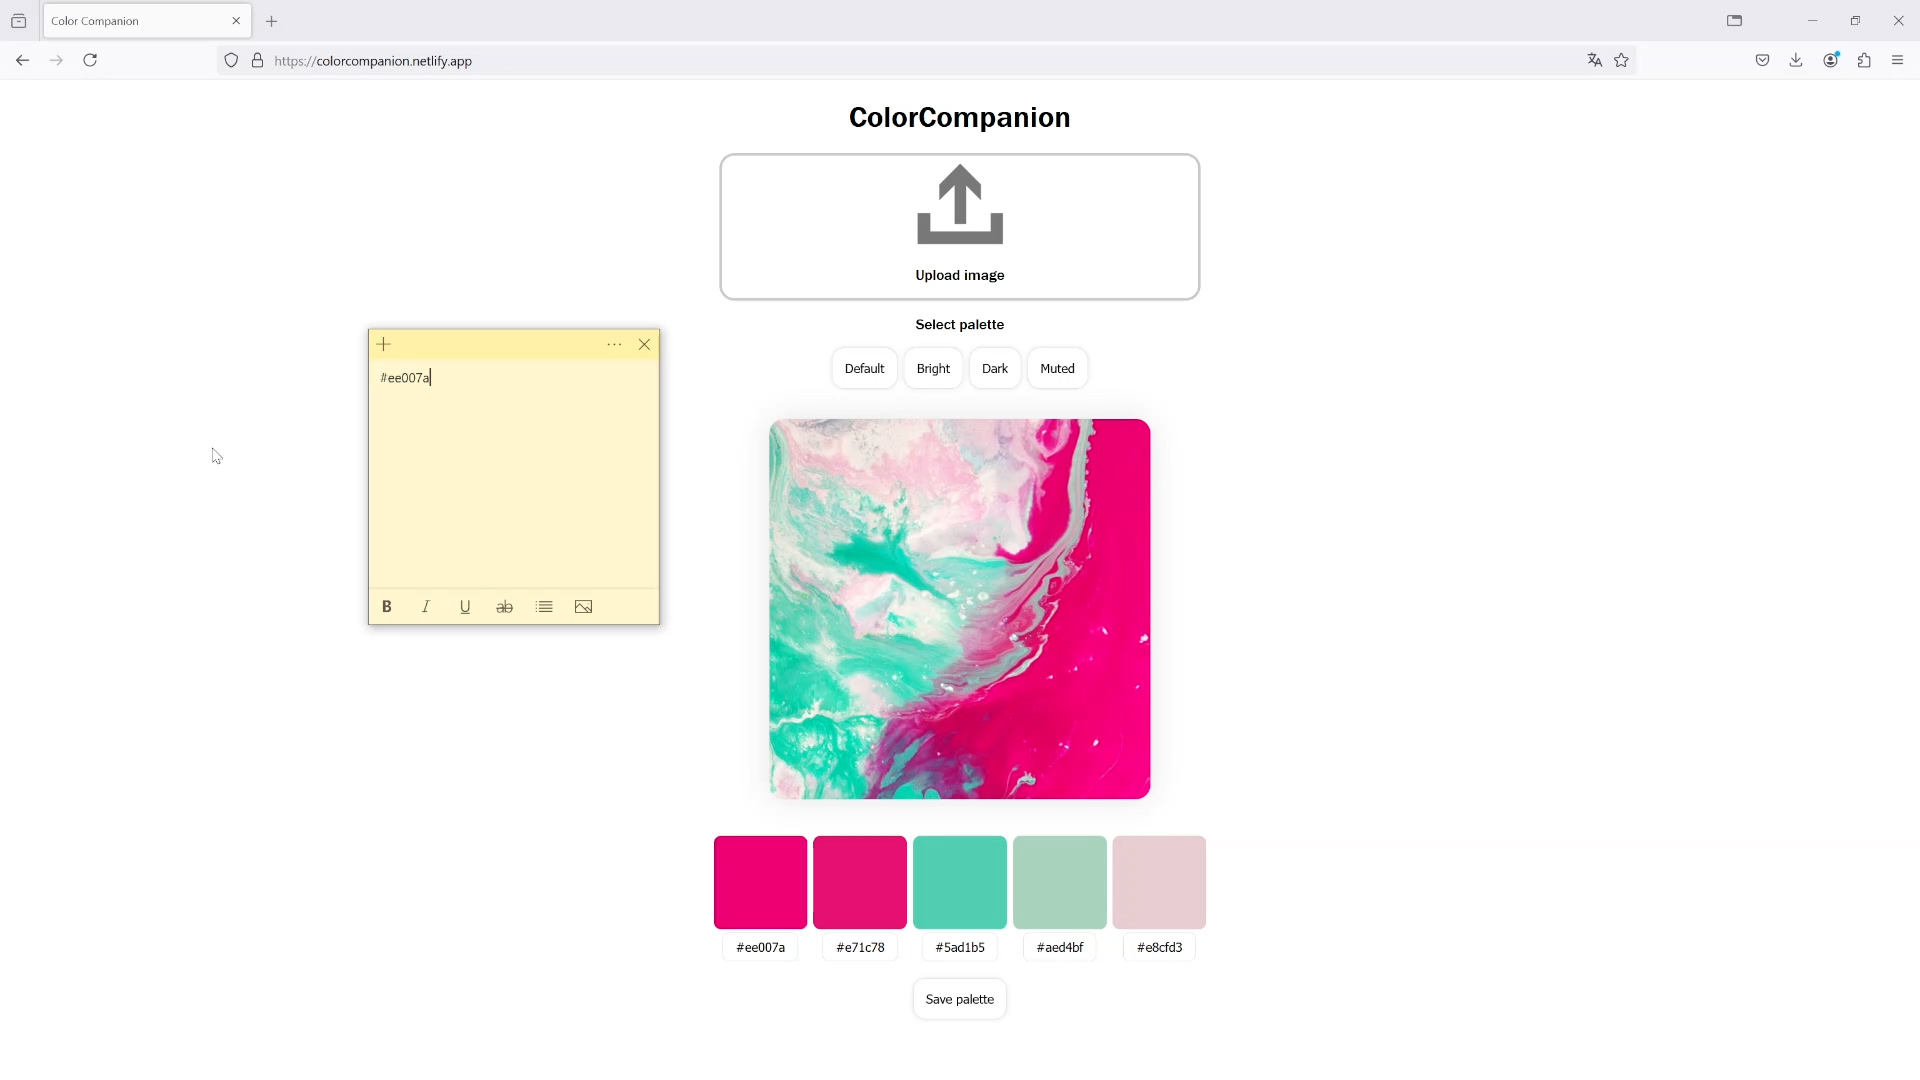 Color Companion
https://colorcompanion.netlify.app
ColorCompanion
Upload image
Select palette
Default Bright Dark Muted
#ee007a
B I U ab
#ee007a #e71c78 #5ad1b5 #aed4bf #e8cfd3
Save palette